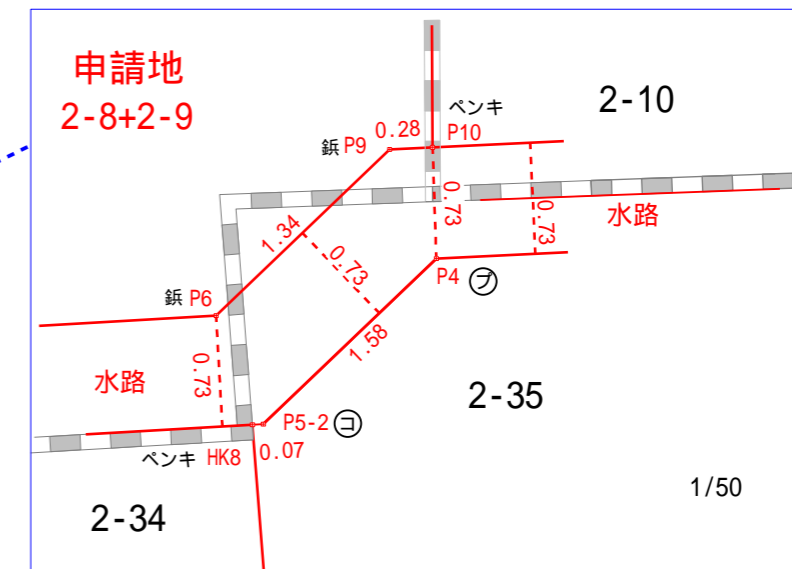 申請地
2-8+2-9
ペンキ
2-10
0.28
P10
鋲 P9
0.73
0.73
水路
1.34
0.73
P4 プ
鋲 P6
1.58
0.73
水路
2-35
P5-2 コ
ペンキ HK8 0.07
1/50
2-34